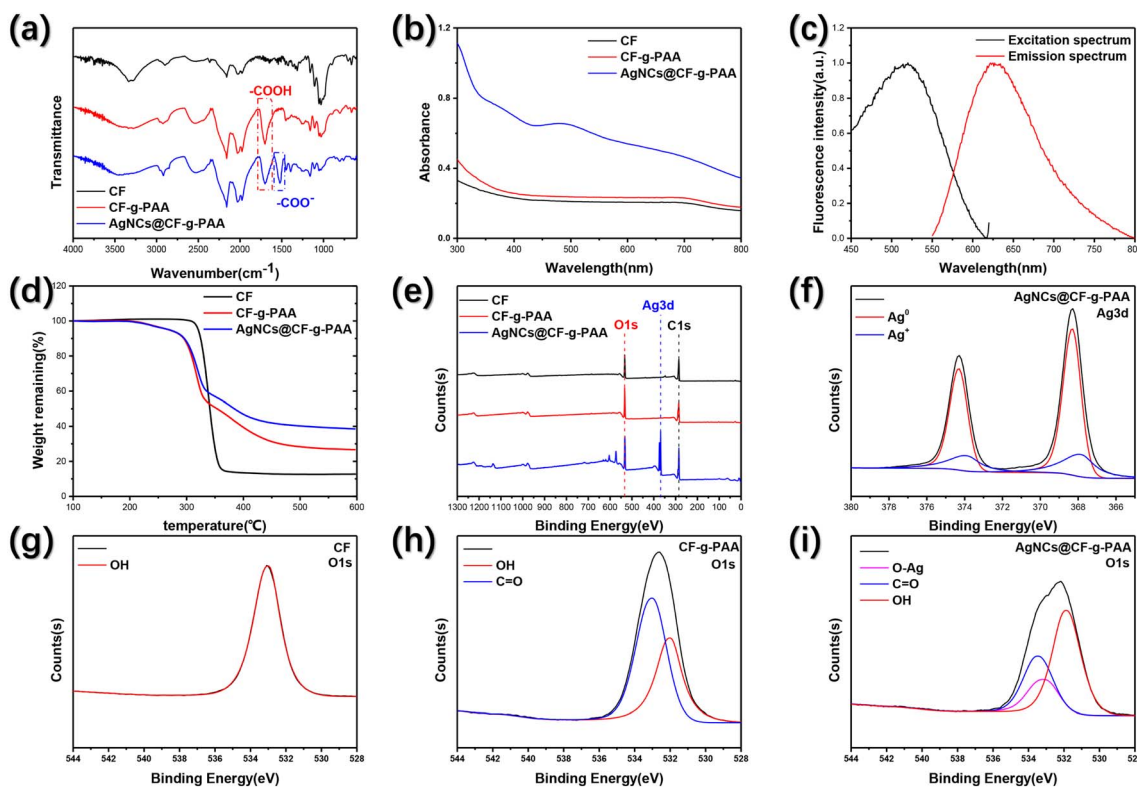 (a)
Transmittance
-COOH
-COO⁻
CF
CF-g-PAA
AgNCs@CF-g-PAA
4000 3500 3000 2500 2000 1500 1000
Wavenumber(cm⁻¹)
(b)
Absorbance
1.2
0.8
0.4
0.0
CF
CF-g-PAA
AgNCs@CF-g-PAA
300 400 500 600 700 800
Wavelength(nm)
(c)
Fluorescence intensity(a.u.)
1.2
1.0
0.8
0.6
0.4
0.2
0.0
Excitation spectrum
Emission spectrum
450 500 550 600 650 700 750 800
Wavelength(nm)
(d)
Weight remaining(%)
120
100
80
60
40
20
0
CF
CF-g-PAA
AgNCs@CF-g-PAA
100 200 300 400 500 600
temperature(℃)
(e)
Counts(s)
CF
CF-g-PAA
AgNCs@CF-g-PAA
O1s
Ag3d
C1s
1300 1200 1100 1000 900 800 700 600 500 400 300 200 100 0
Binding Energy(eV)
(f)
Counts(s)
AgNCs@CF-g-PAA
Ag3d
Ag⁰
Ag⁺
380 375 370 365
Binding Energy(eV)
(g)
Counts(s)
CF
O1s
OH
544 542 540 538 536 534 532 530 528
Binding Energy(eV)
(h)
Counts(s)
CF-g-PAA
O1s
OH
C=O
544 542 540 538 536 534 532 530 528
Binding Energy(eV)
(i)
Counts(s)
AgNCs@CF-g-PAA
O1s
O-Ag
C=O
OH
544 542 540 538 536 534 532 530
Binding Energy(eV)